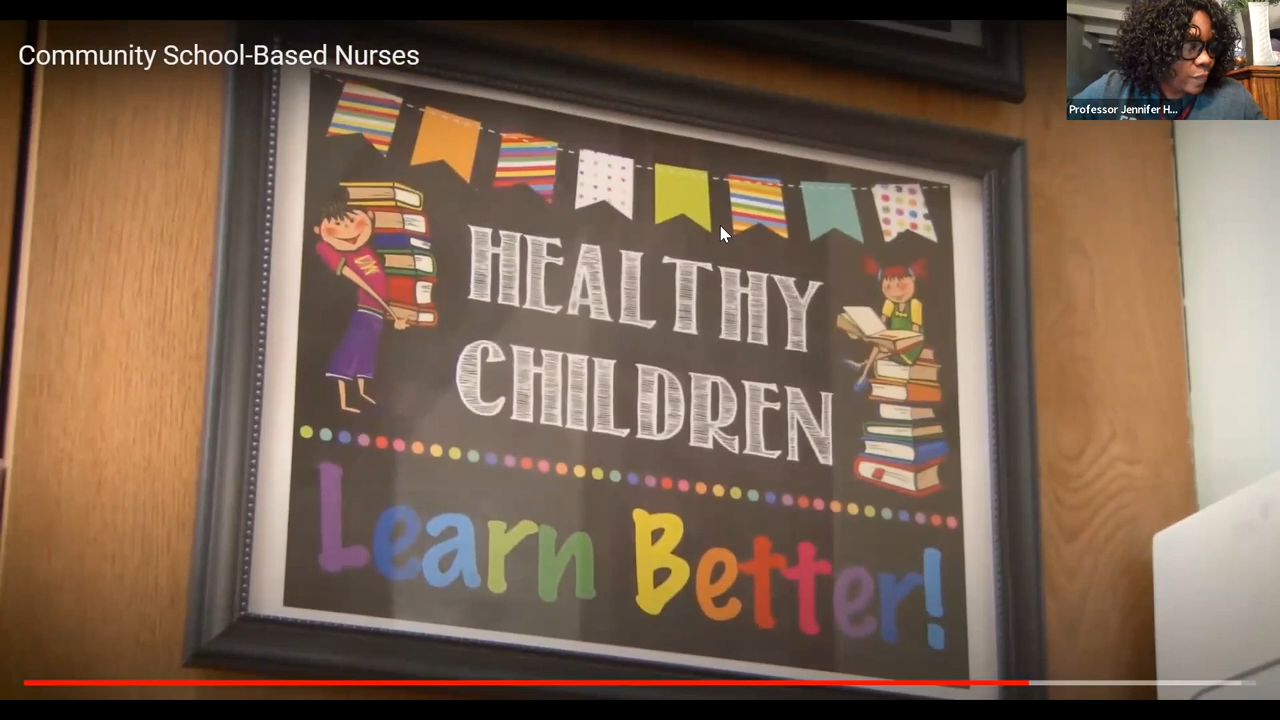 Community School-Based Nurses
Professor Jennifer H...
HEALTHY
CHILDREN
Learn Better!